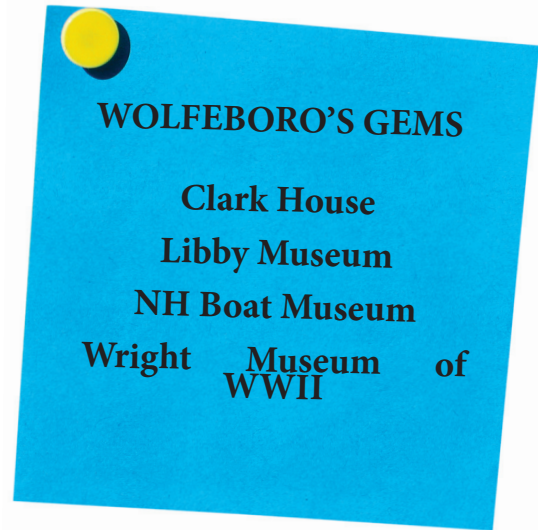 WOLFEBORO’S GEMS
Clark House
Libby Museum
NH Boat Museum
Wright Museum of
WWII